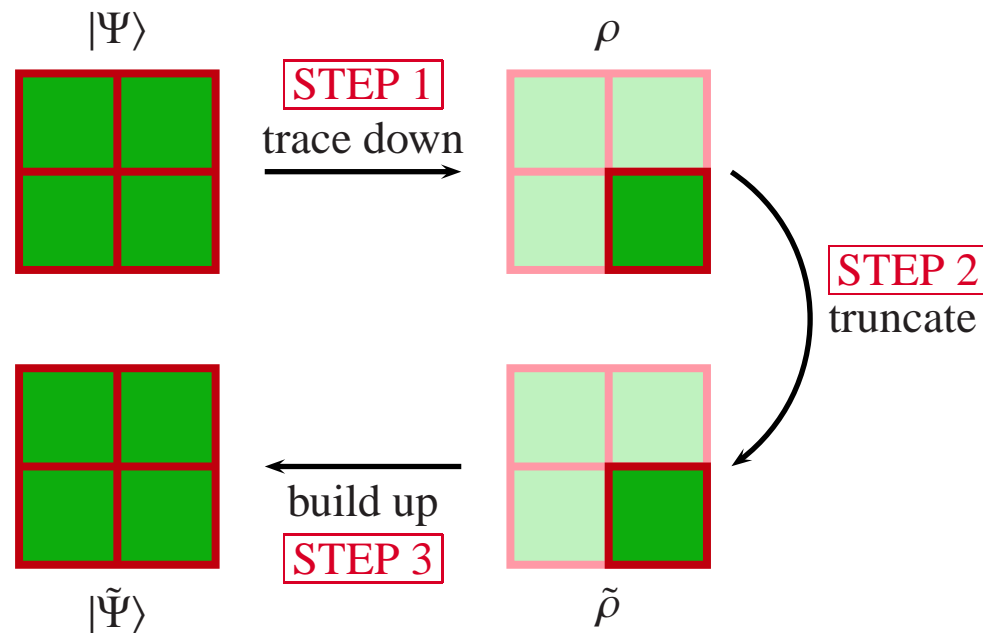 |Ψ⟩
ρ
STEP 1
trace down
STEP 2
truncate
build up
STEP 3
|Ψ̃⟩
ρ̃